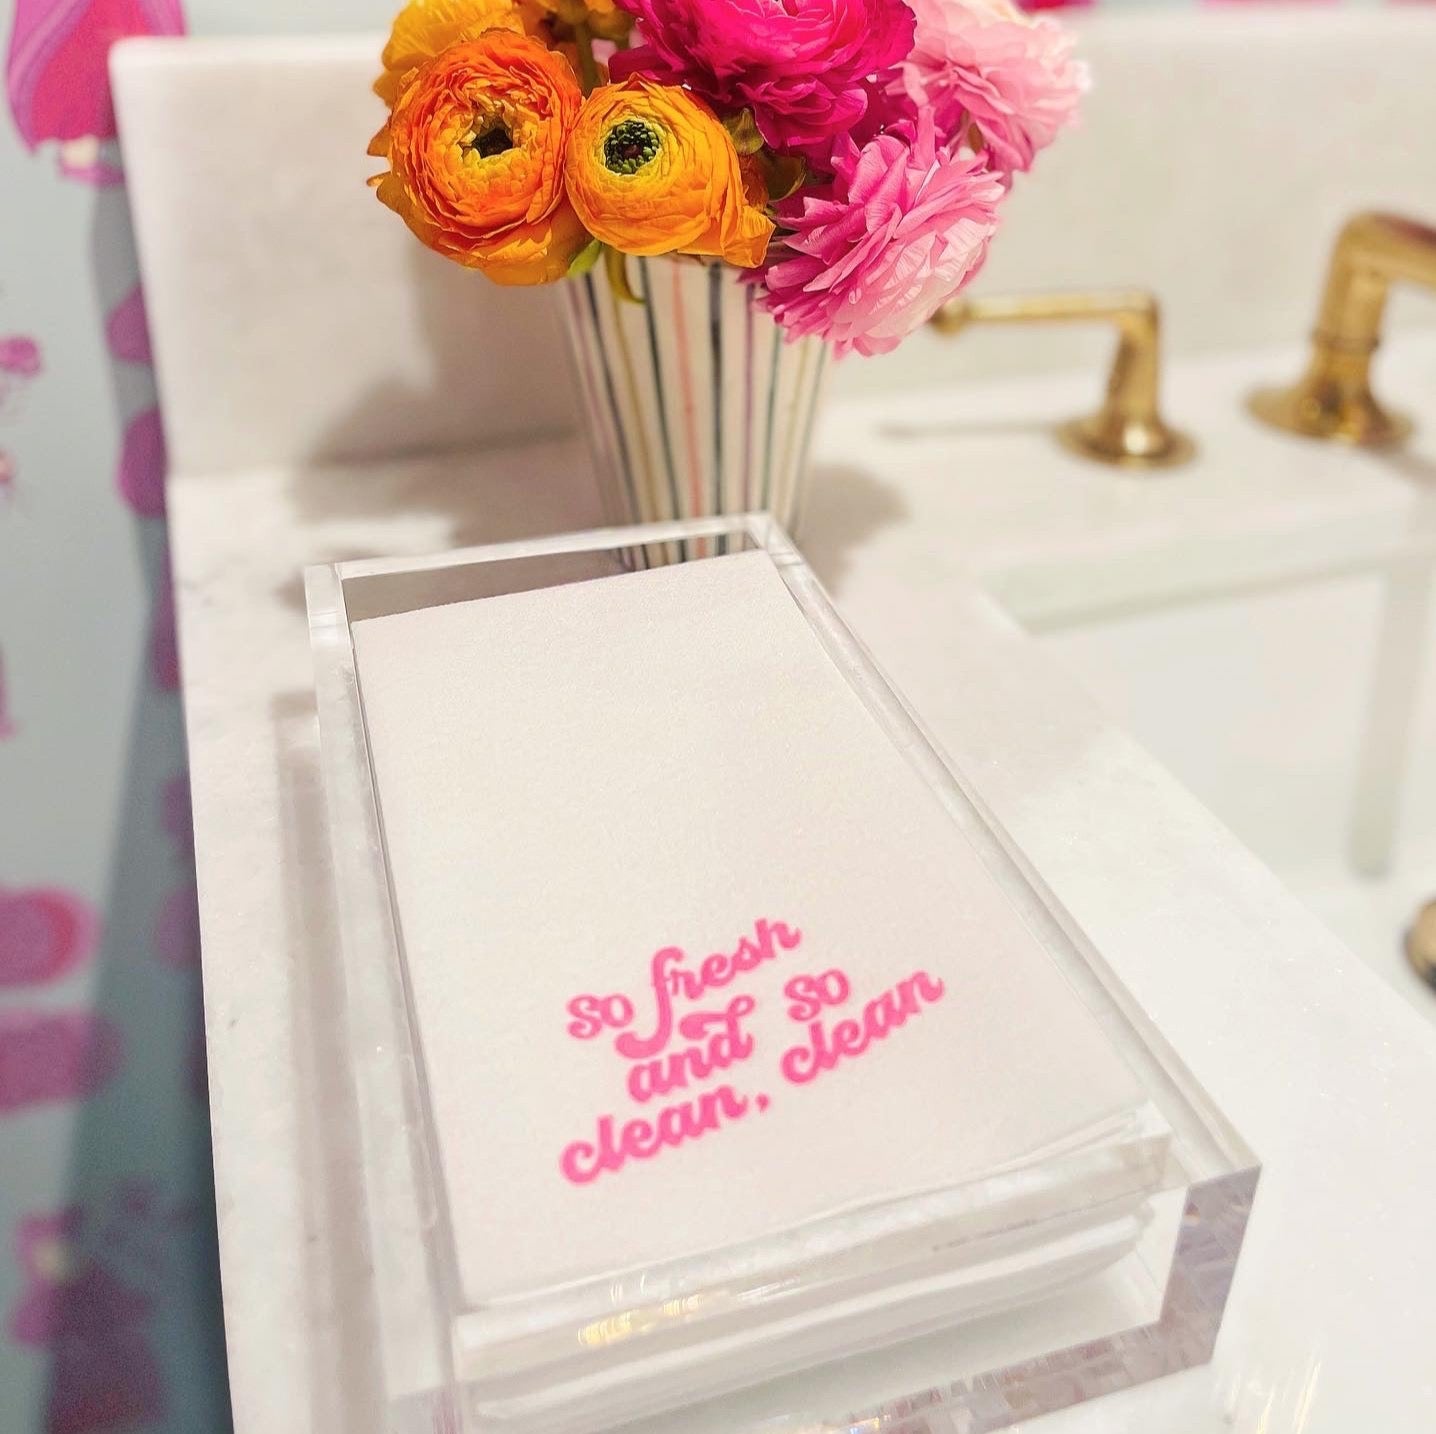 so fresh
and so
clean, clean